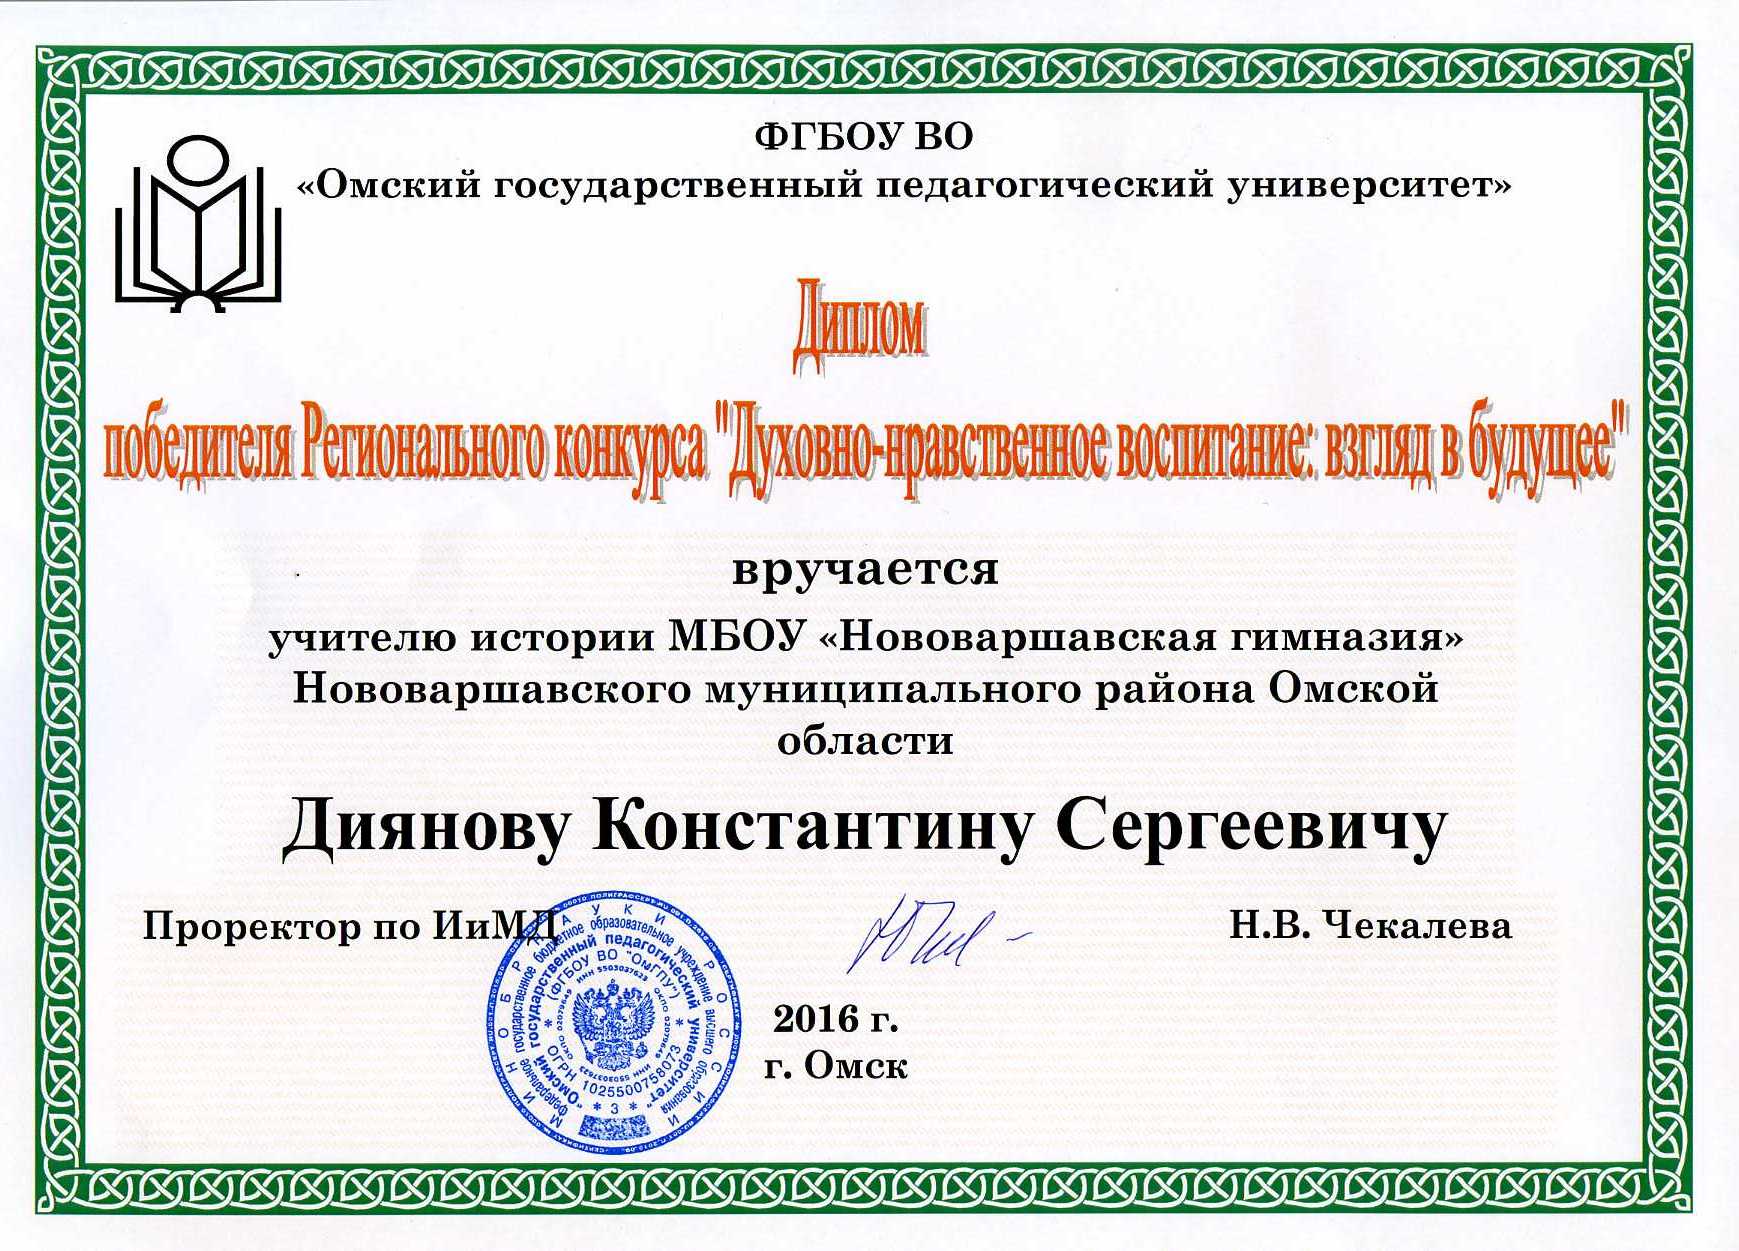 ФГБОУ ВО
«Омский государственный педагогический университет»
Диплом
победителя Регионального конкурса "Духовно-нравственное воспитание: взгляд в будущее"
вручается
учителю истории МБОУ «Нововаршавская гимназия»
Нововаршавского муниципального района Омской
области
Диянову Константину Сергеевичу
Проректор по ИиМД
Н.В. Чекалева
МИНОБРНАУКИ РОССИИ
федеральное государственное бюджетное образовательное учреждение высшего образования
"Омский государственный педагогический университет"
(ФГБОУ ВО "ОмГПУ")
ОГРН 1025500758073
* 3 *
2016 г.
г. Омск